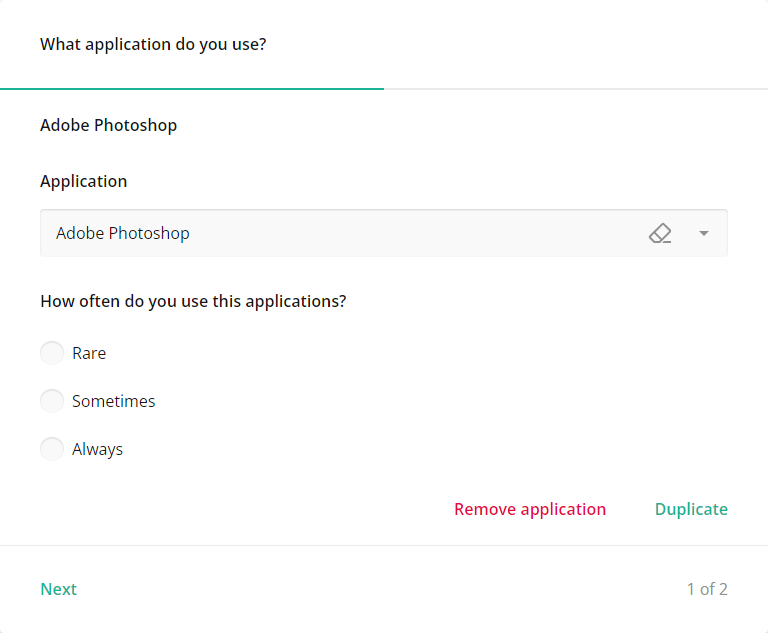 What application do you use?
Adobe Photoshop
Application
Adobe Photoshop
How often do you use this applications?
Rare
Sometimes
Always
Remove application Duplicate
Next 1 of 2